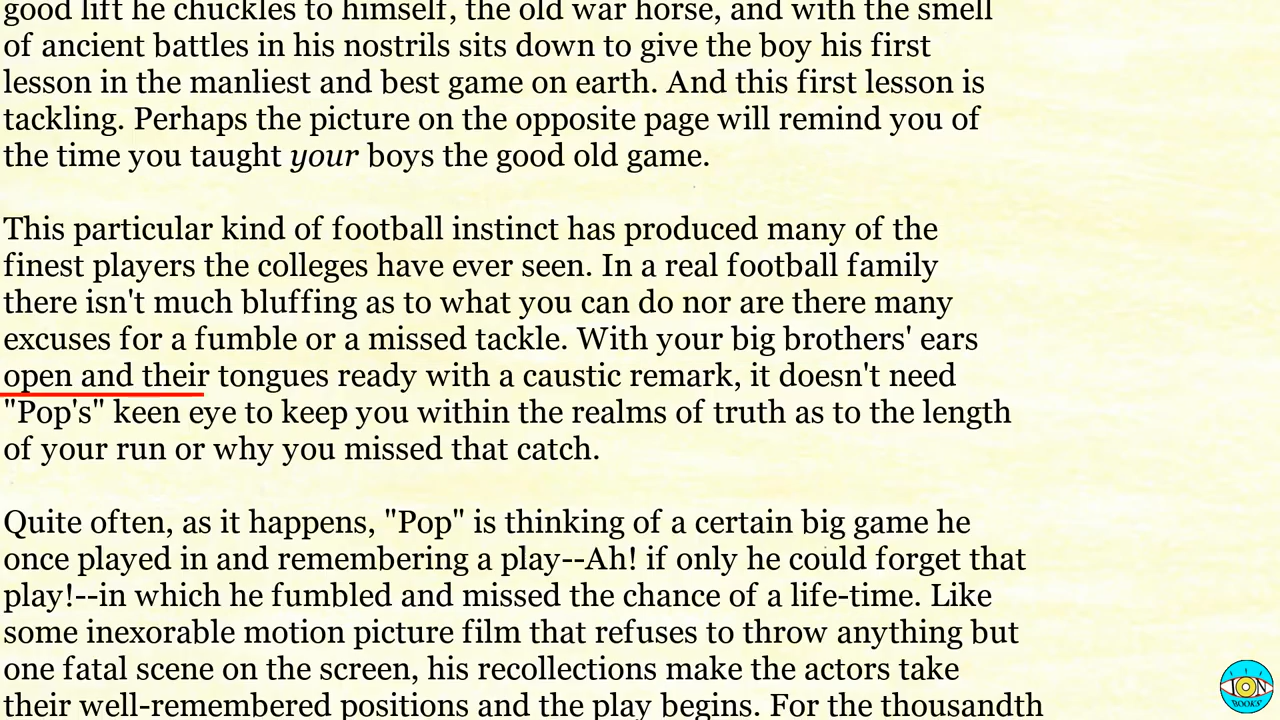 good lift he chuckles to himself, the old war horse, and with the smell
of ancient battles in his nostrils sits down to give the boy his first
lesson in the manliest and best game on earth. And this first lesson is
tackling. Perhaps the picture on the opposite page will remind you of
the time you taught your boys the good old game.
This particular kind of football instinct has produced many of the
finest players the colleges have ever seen. In a real football family
there isn't much bluffing as to what you can do nor are there many
excuses for a fumble or a missed tackle. With your big brothers' ears
open and their tongues ready with a caustic remark, it doesn't need
"Pop's" keen eye to keep you within the realms of truth as to the length
of your run or why you missed that catch.
Quite often, as it happens, "Pop" is thinking of a certain big game he
once played in and remembering a play--Ah! if only he could forget that
play!--in which he fumbled and missed the chance of a life-time. Like
some inexorable motion picture film that refuses to throw anything but
one fatal scene on the screen, his recollections make the actors take
their well-remembered positions and the play begins. For the thousandth
ION
BOOKS